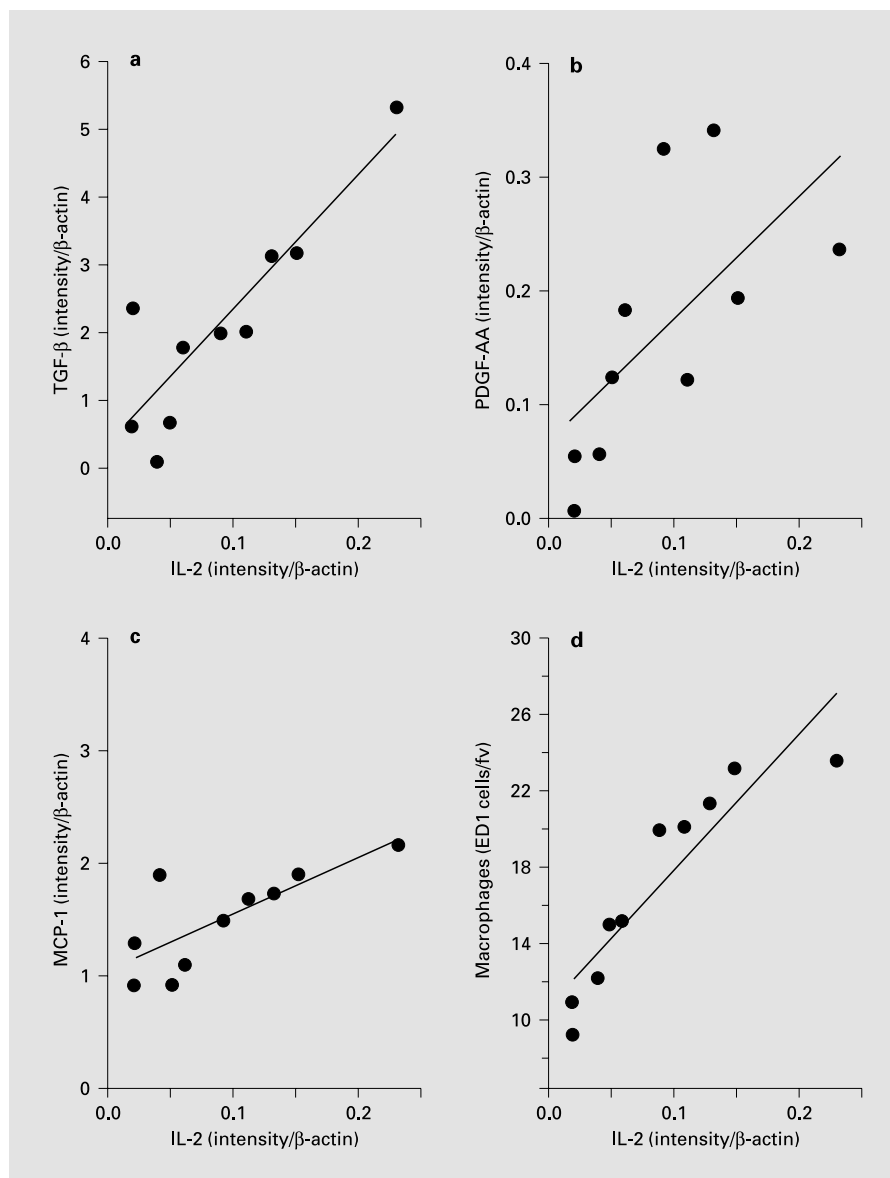 a
6
5
4
3
2
1
0
TGF-β (intensity/β-actin)
0.0 0.1 0.2
IL-2 (intensity/β-actin)
b
0.4
0.3
0.2
0.1
0.0
PDGF-AA (intensity/β-actin)
0.0 0.1 0.2
IL-2 (intensity/β-actin)
c
4
3
2
1
0
MCP-1 (intensity/β-actin)
0.0 0.1 0.2
IL-2 (intensity/β-actin)
d
30
26
22
18
14
10
Macrophages (ED1 cells/fv)
0.0 0.1 0.2
IL-2 (intensity/β-actin)